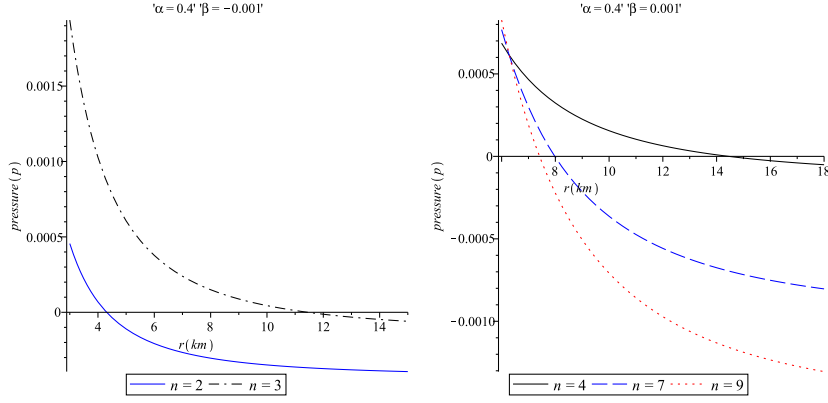 'α = 0.4' 'β = −0.001'
0.0015
0.0010
0.0005
0
pressure (p)
4
6
8
10
12
14
r(km)
n = 2
n = 3
'α = 0.4' 'β = 0.001'
0.0005
0
−0.0005
−0.0010
pressure (p)
8
10
12
14
16
18
r(km)
n = 4
n = 7
n = 9